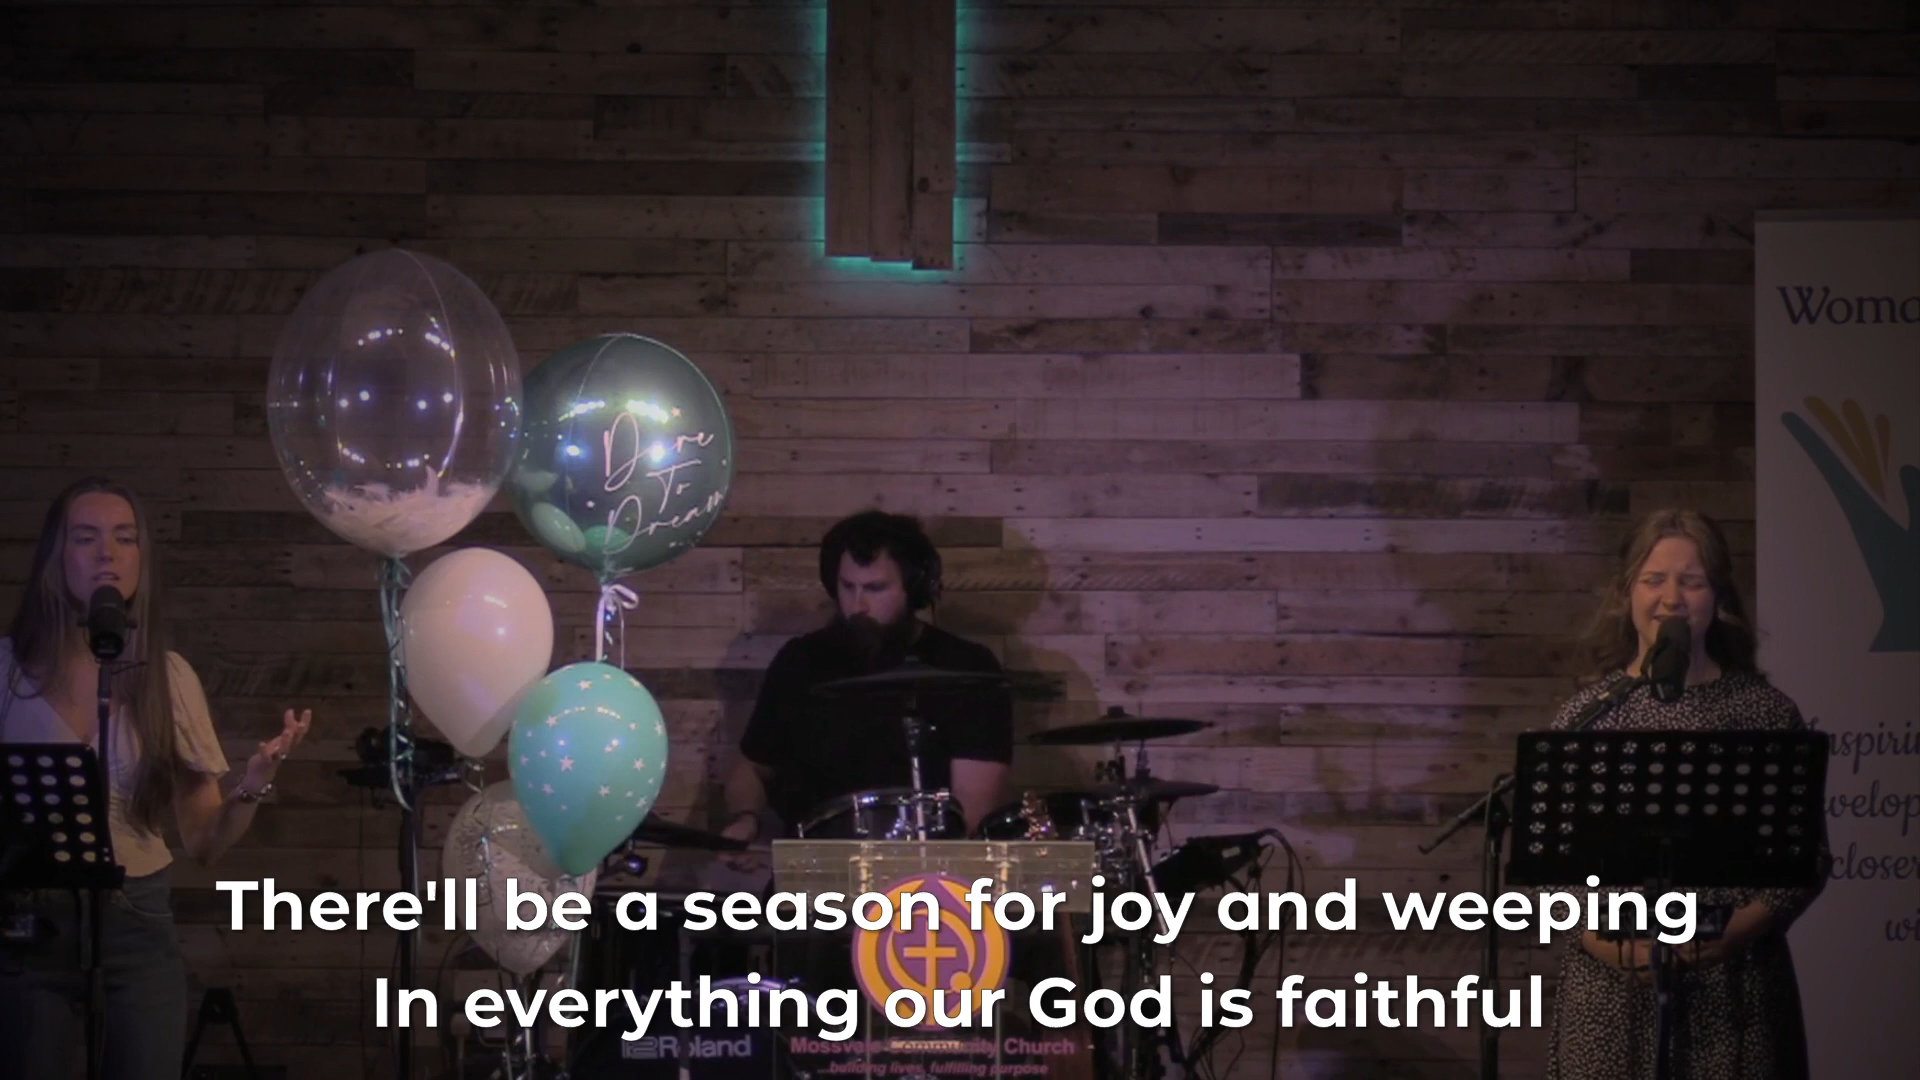 Dare
To
Dream
There'll be a season for joy and weeping
In everything our God is faithful
Roland
Mossvale Community Church
building lives, fulfilling purpose
closer